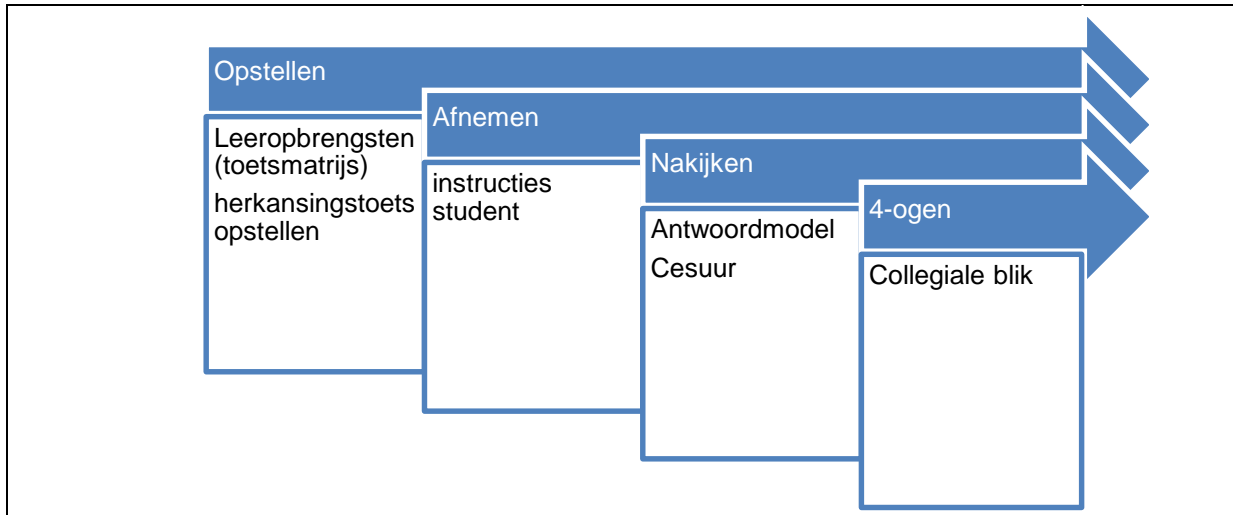 Opstellen
Leeropbrengsten
(toetsmatrijs)
herkansingstoets
opstellen
Afnemen
instructies
student
Nakijken
Antwoordmodel
Cesuur
4-ogen
Collegiale blik